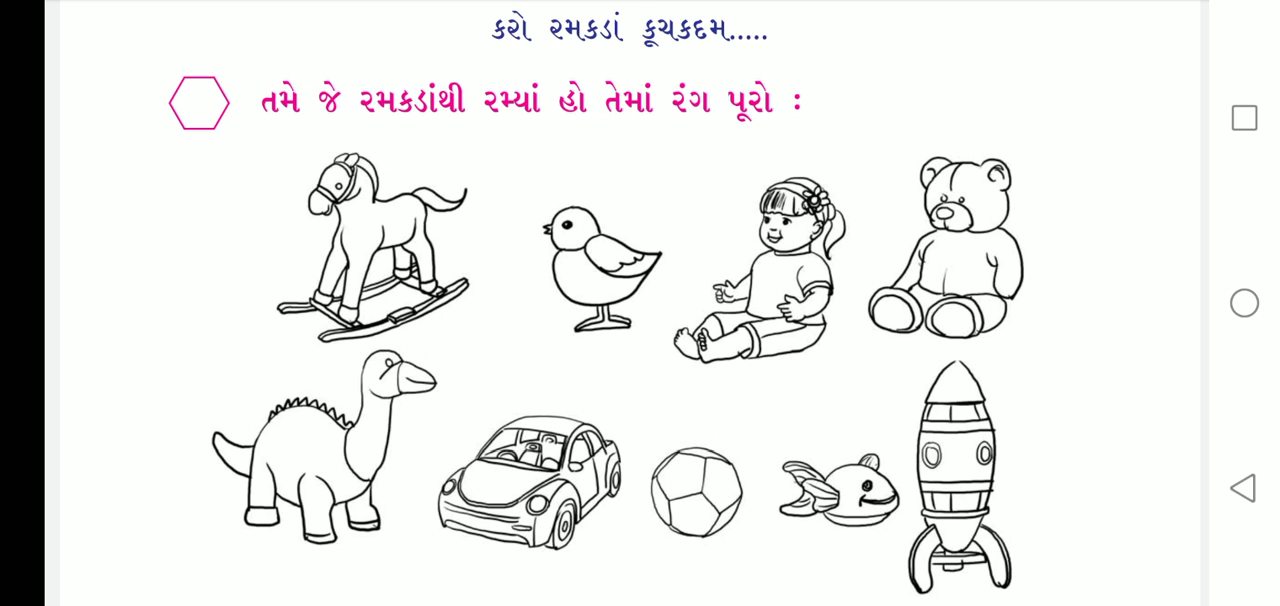 કરો રમકડાં કૂચકદમ.....
તમે જે રમકડાંથી રમ્યાં હો તેમાં રંગ પૂરો :